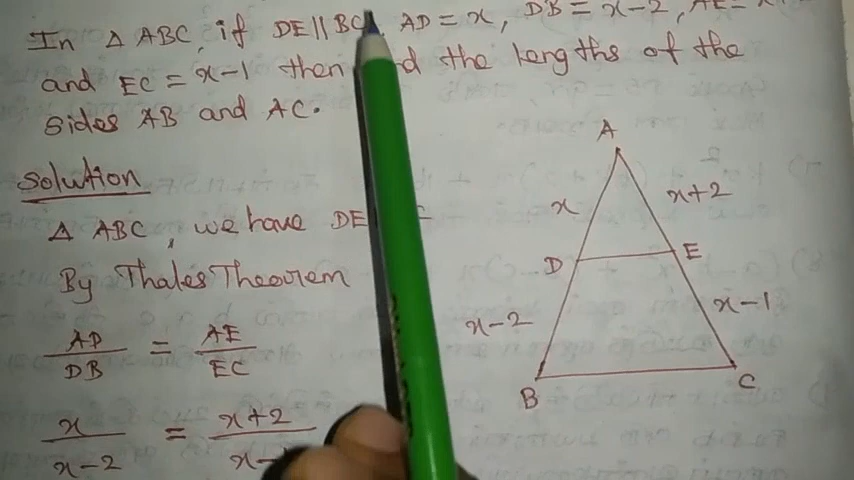 In Δ ABC, if DE||BC, AD = x, DB = x-2, AE =
and EC = x-1 then the lengths of the
sides AB and AC.
Solution
Δ ABC, we have DE
By Thales Theorem
AD/DB = AE/EC
x/x-2 = x+2/x-
A
x
x+2
D
E
x-2
x-1
B
C